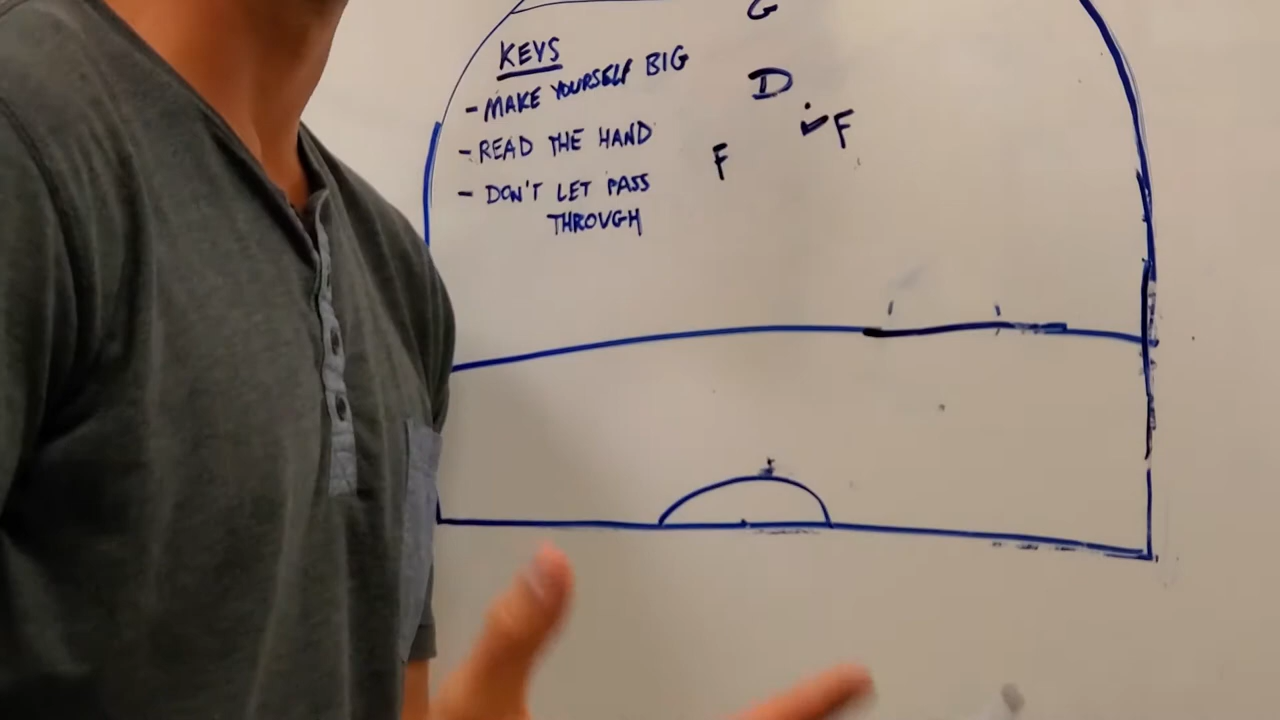 G
KEYS
- MAKE YOURSELF BIG
D
- READ THE HAND
F
F
- DON'T LET PASS
THROUGH